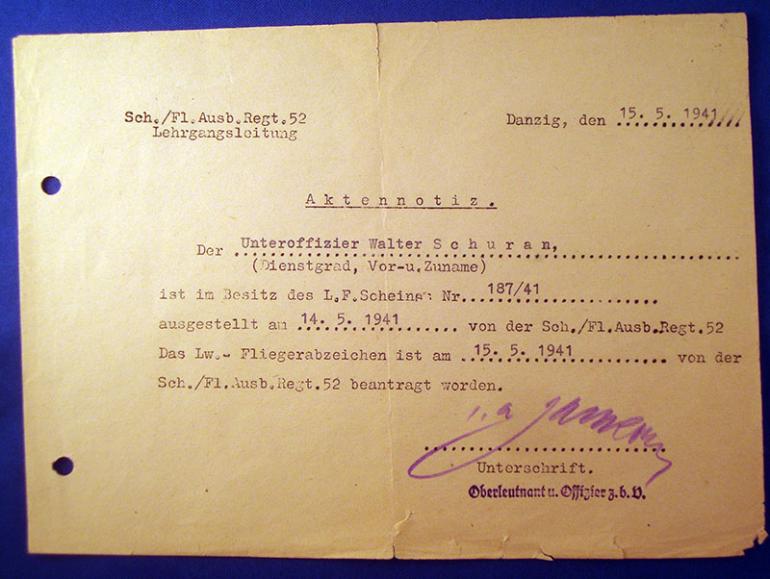 Sch./Fl.Ausb.Regt.52
Lehrgangsleitung
Danzig, den 15. 5. 1941
Aktennotiz.
Der Unteroffizier Walter Schuran,
(Dienstgrad, Vor-u.Zuname)
ist im Besitz des L.F.Scheines Nr. 187/41
ausgestellt am 14. 5. 1941 von der Sch./Fl.Ausb.Regt.52
Das Lw.- Fliegerabzeichen ist am 15. 5. 1941 von der
Sch./Fl.Ausb.Regt.52 beantragt worden.
Unterschrift.
Oberleutnant u. Offizier z. b. V.